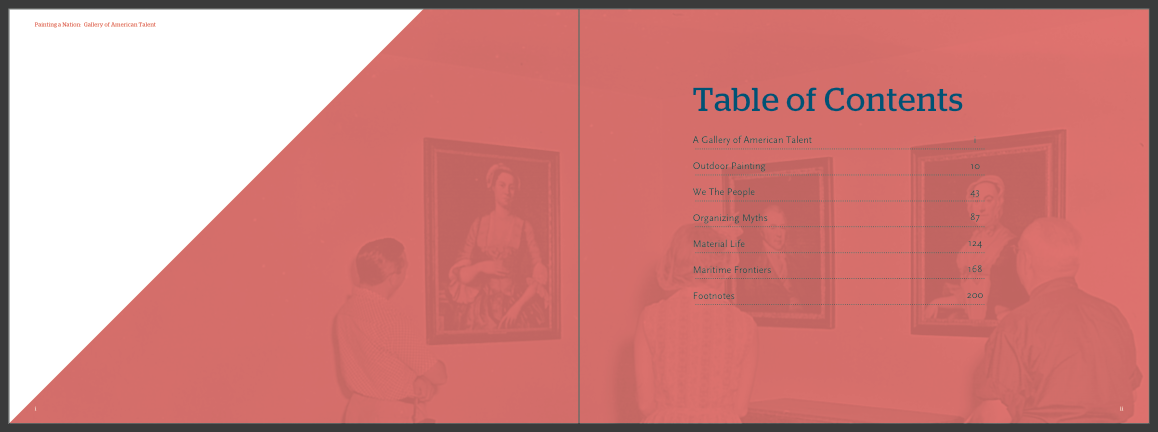 Painting a Nation: Gallery of American Talent
Table of Contents
A Gallery of American Talent 1
Outdoor Painting 10
We The People 43
Organizing Myths 87
Material Life 124
Maritime Frontiers 168
Footnotes 200
I
II